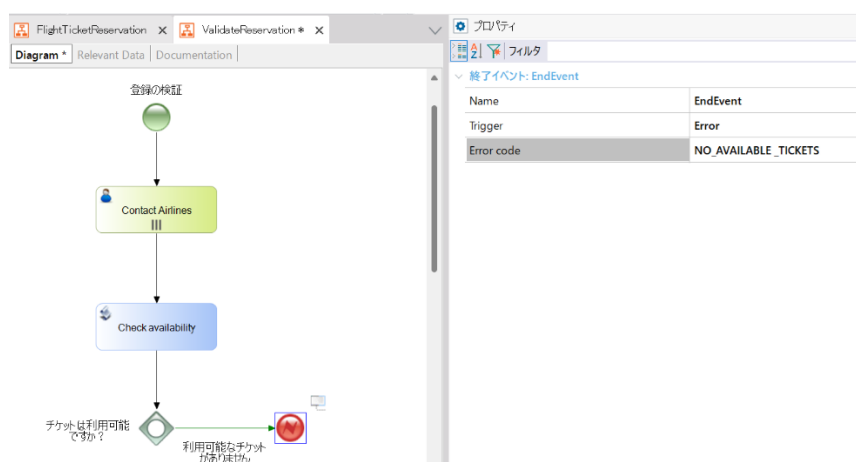 FlightTicketReservation
ValidateReservation *
Diagram * Relevant Data Documentation
登録の検証
Contact Airlines
Check availability
チケットは利用可能
ですか？
利用可能なチケット
がありません
プロパティ
フィルタ
終了イベント: EndEvent
Name EndEvent
Trigger Error
Error code NO_AVAILABLE _TICKETS